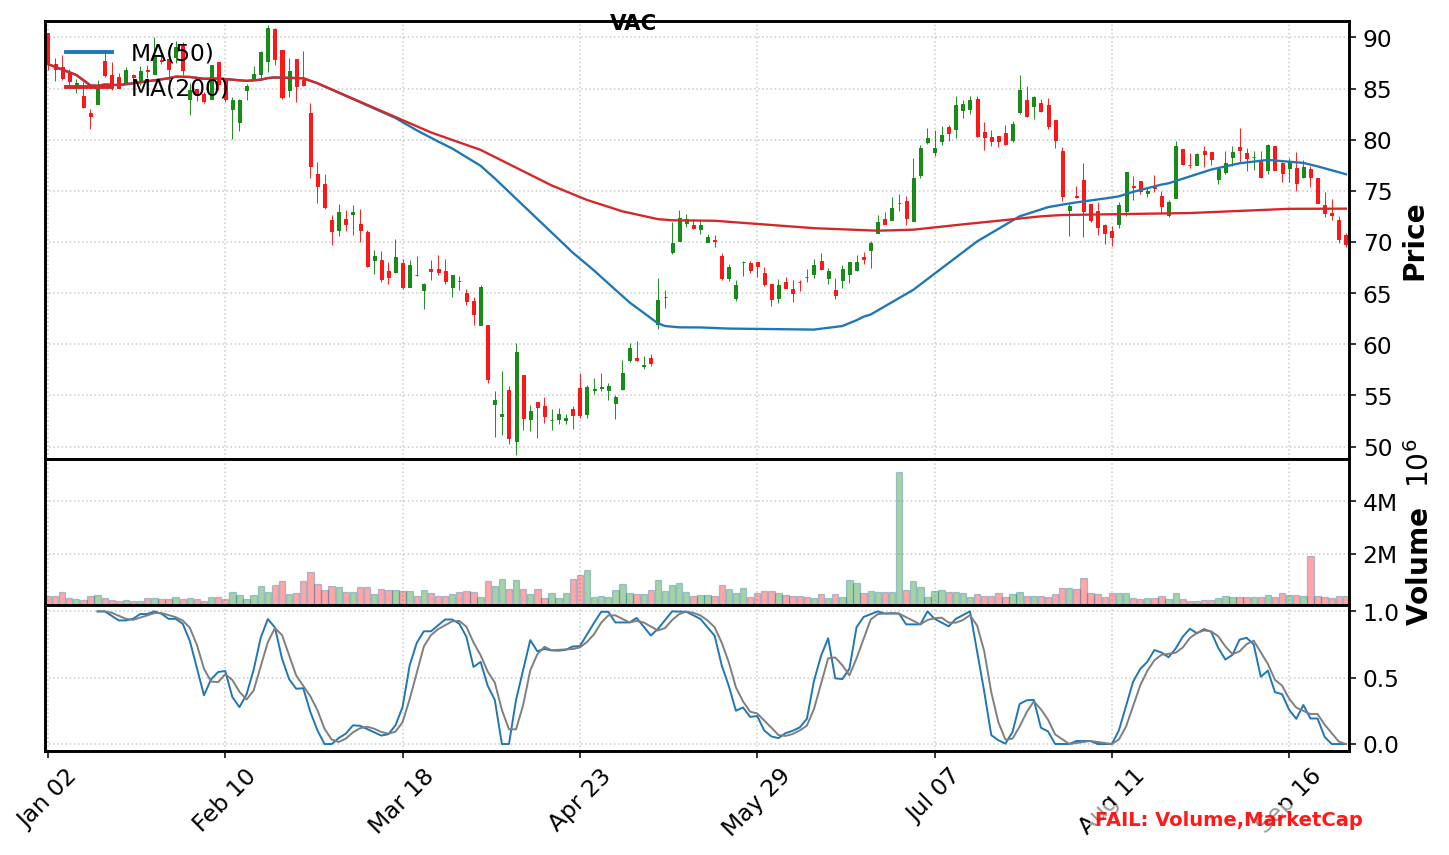 VAC
MA(50)
MA(200)
90
85
80
75
70
65
60
55
50
Price
10^6
4M
2M
Volume
1.0
0.5
0.0
Jan 02
Feb 10
Mar 18
Apr 23
May 29
Jul 07
Aug 11
Sep 16
FAIL: Volume,MarketCap